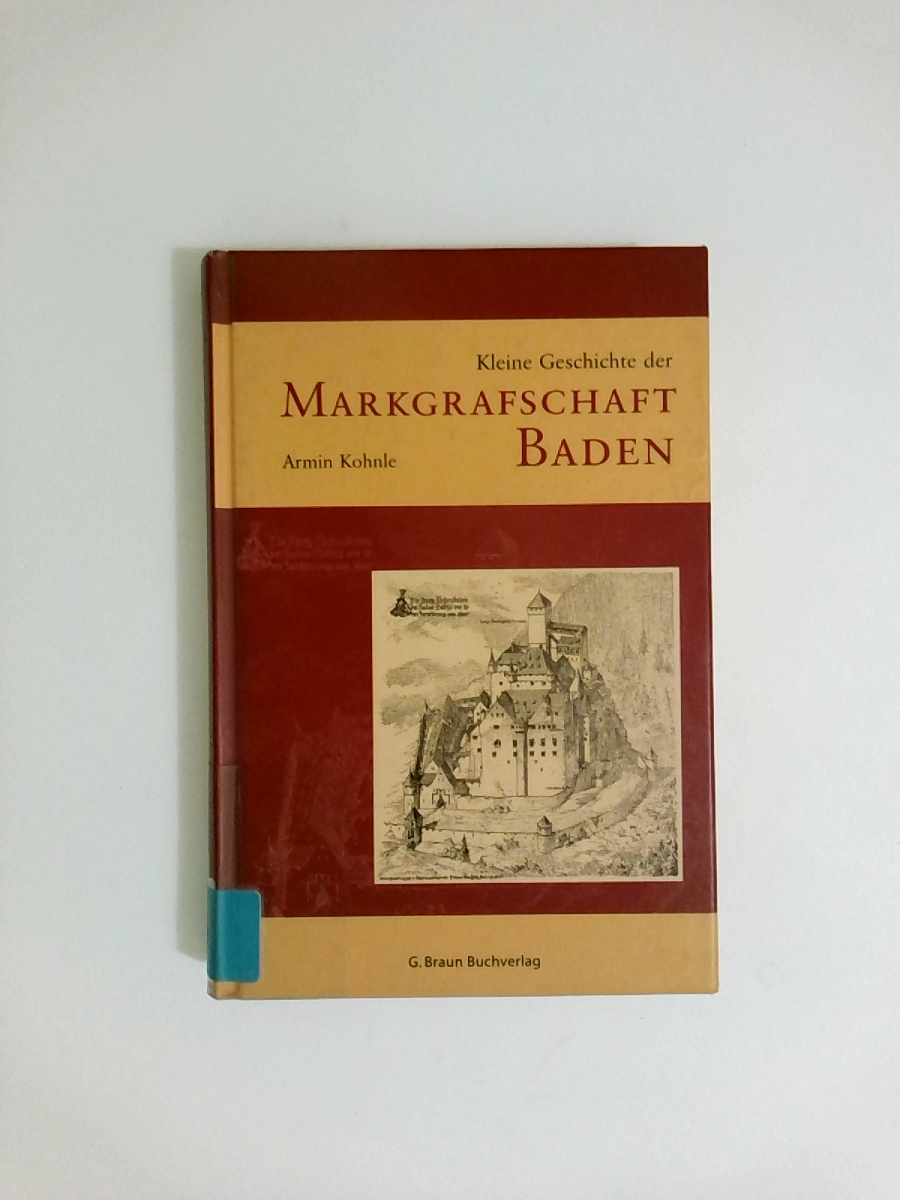 Kleine Geschichte der
MARKGRAFSCHAFT
BADEN
Armin Kohnle
G. Braun Buchverlag